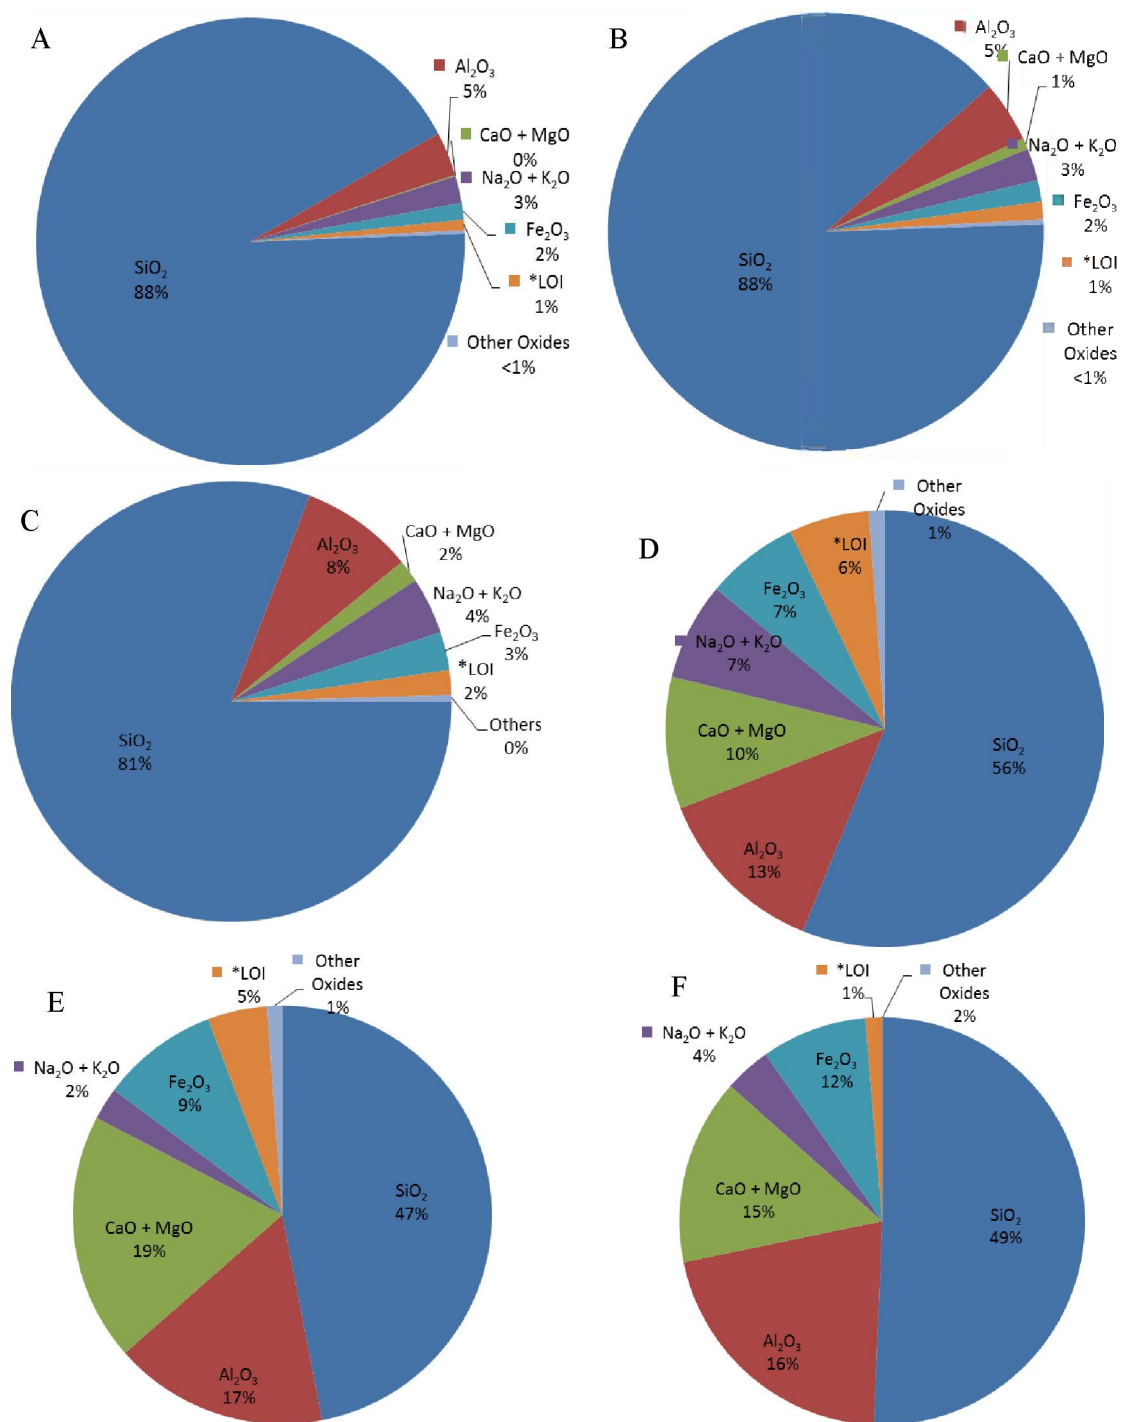 A
Al₂O₃
5%
CaO + MgO
0%
Na₂O + K₂O
3%
Fe₂O₃
2%
*LOI
1%
Other Oxides
<1%
SiO₂
88%
B
Al₂O₃
5%
CaO + MgO
1%
Na₂O + K₂O
3%
Fe₂O₃
2%
*LOI
1%
Other
Oxides
<1%
SiO₂
88%
C
Al₂O₃
8%
CaO + MgO
2%
Na₂O + K₂O
4%
Fe₂O₃
3%
*LOI
2%
Others
0%
SiO₂
81%
D
Other
Oxides
1%
*LOI
6%
Fe₂O₃
7%
Na₂O + K₂O
7%
CaO + MgO
10%
Al₂O₃
13%
SiO₂
56%
E
*LOI
5%
Other
Oxides
1%
Na₂O + K₂O
2%
Fe₂O₃
9%
SiO₂
47%
CaO + MgO
19%
Al₂O₃
17%
F
*LOI
1%
Other
Oxides
2%
Na₂O + K₂O
4%
Fe₂O₃
12%
CaO + MgO
15%
SiO₂
49%
Al₂O₃
16%